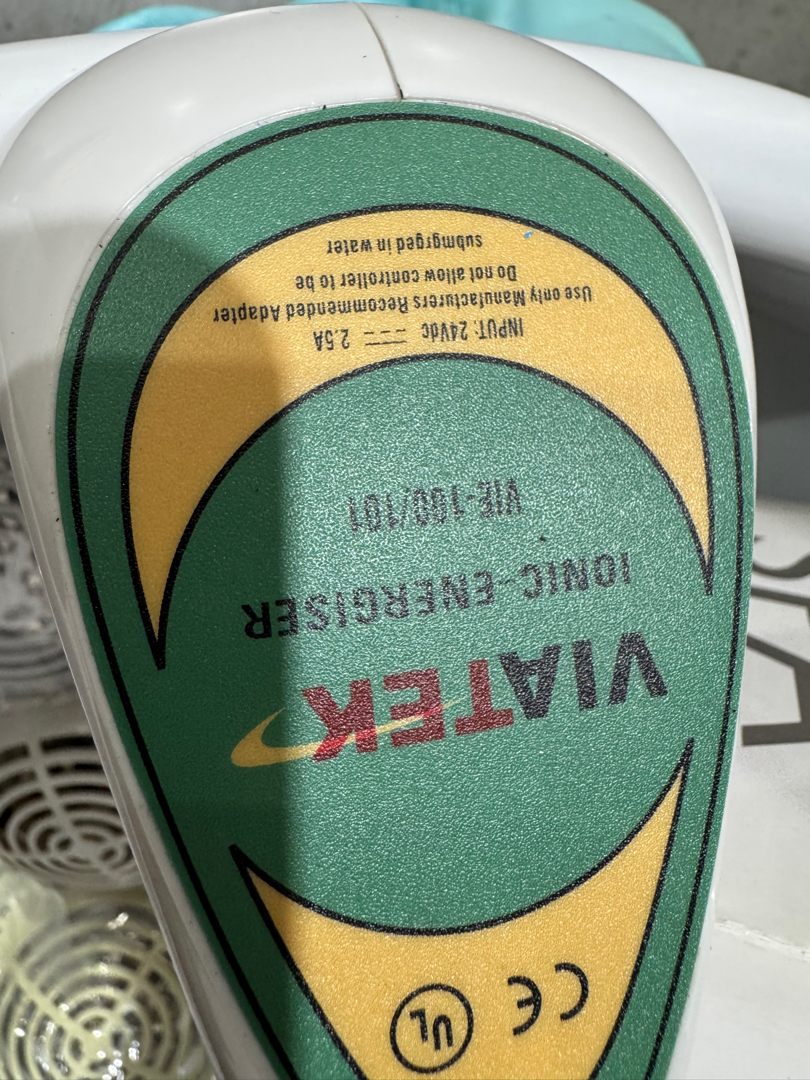 VIATEK
IONIC-ENERGISER
VIE-100/101
INPUT: 24Vdc ⎓ ⎓ 2.5A
Use only Manufacturers Recommended Adapter
Do not allow controller to be
submgrged in water
CE UL